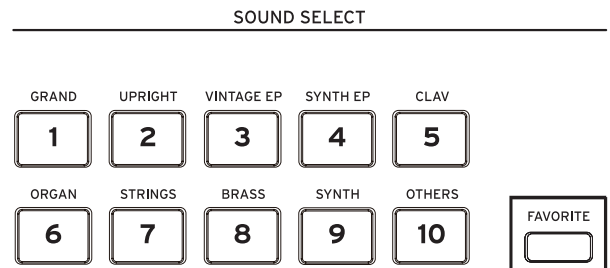 SOUND SELECT
GRAND UPRIGHT VINTAGE EP SYNTH EP CLAV
1 2 3 4 5
ORGAN STRINGS BRASS SYNTH OTHERS
FAVORITE
6 7 8 9 10